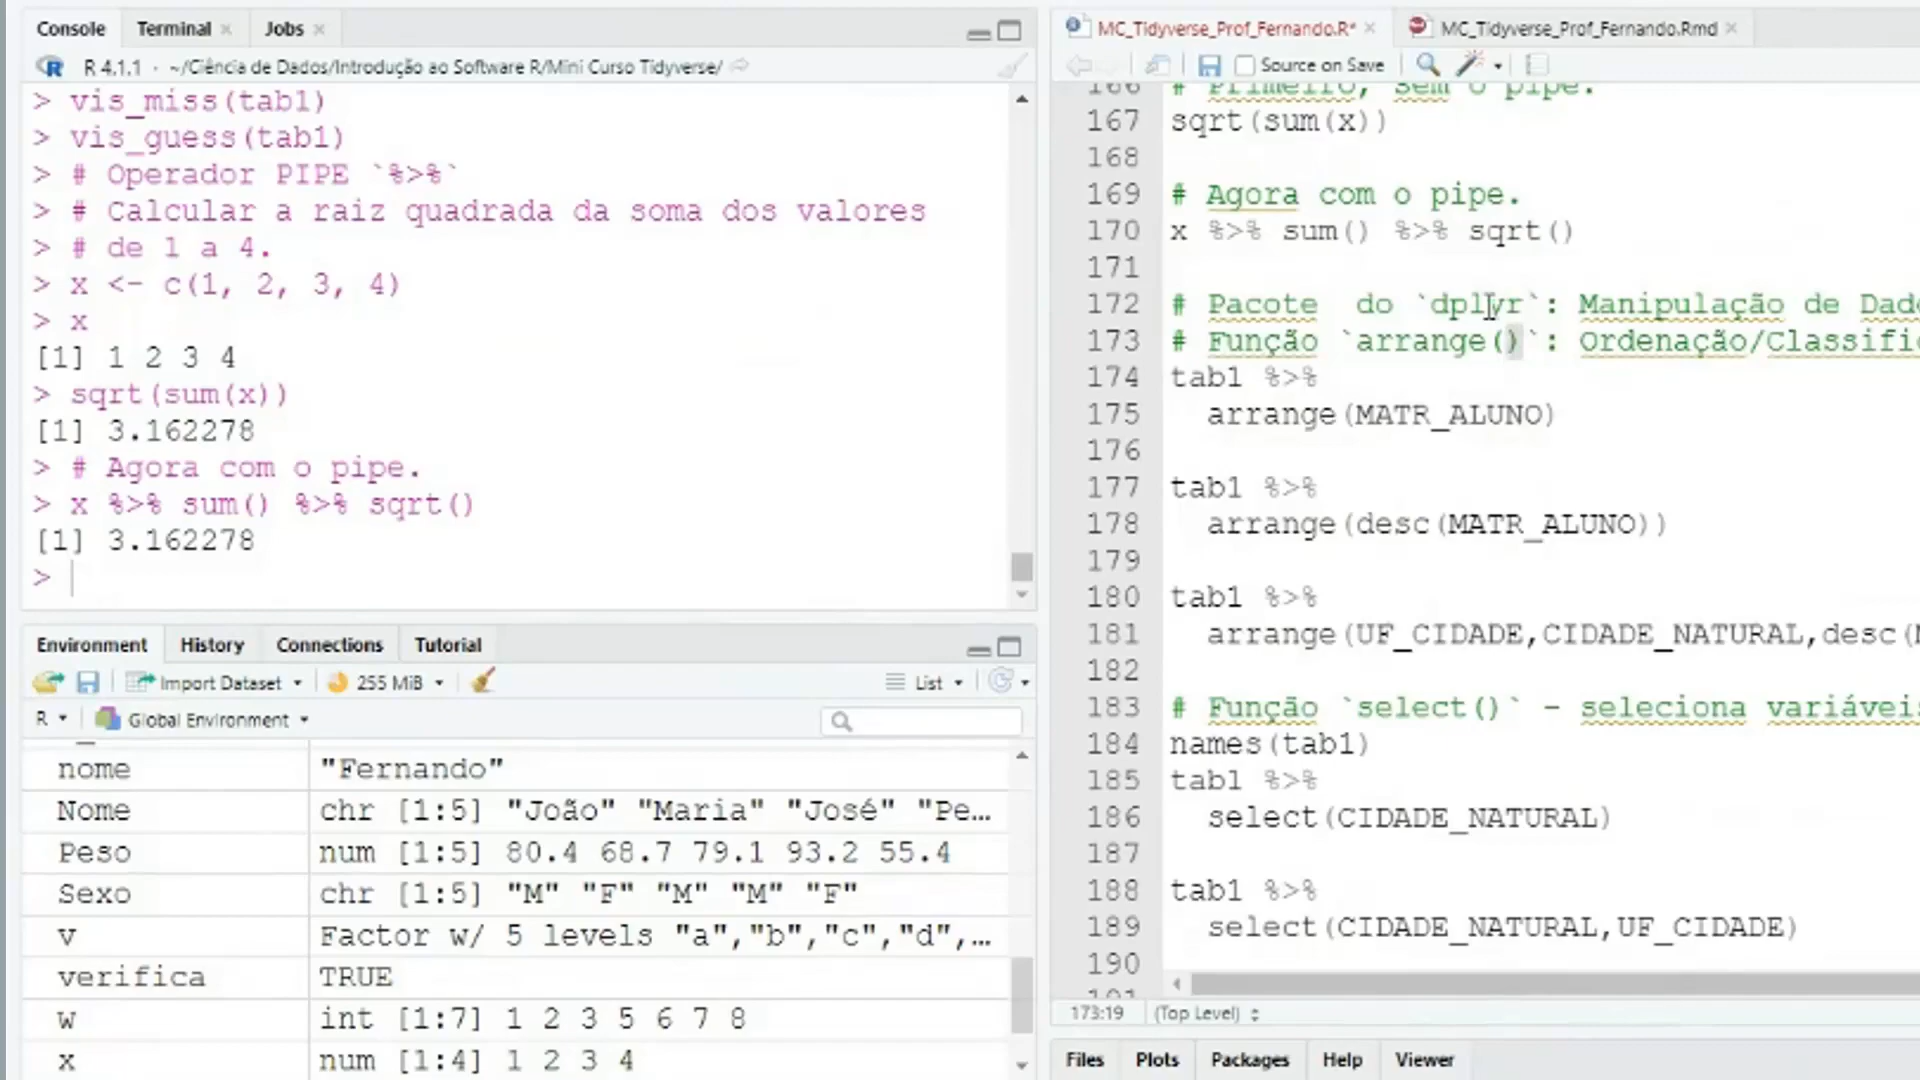 Console Terminal Jobs
R 4.1.1 · ~/Ciência de Dados/Introdução ao Software R/Mini Curso Tidyverse/
> vis_miss(tab1)
> vis_guess(tab1)
> # Operador PIPE `%>%`
> # Calcular a raiz quadrada da soma dos valores
> # de 1 a 4.
> x <- c(1, 2, 3, 4)
> x
[1] 1 2 3 4
> sqrt(sum(x))
[1] 3.162278
> # Agora com o pipe.
> x %>% sum() %>% sqrt()
[1] 3.162278
>
Environment History Connections Tutorial
Import Dataset 255 MiB List
R Global Environment
nome "Fernando"
Nome chr [1:5] "João" "Maria" "José" "Pe…
Peso num [1:5] 80.4 68.7 79.1 93.2 55.4
Sexo chr [1:5] "M" "F" "M" "M" "F"
v Factor w/ 5 levels "a","b","c","d",…
verifica TRUE
w int [1:7] 1 2 3 5 6 7 8
x num [1:4] 1 2 3 4
MC_Tidyverse_Prof_Fernando.R* MC_Tidyverse_Prof_Fernando.Rmd
Source on Save
166 # Primeiro, Sem o pipe.
167 sqrt(sum(x))
168
169 # Agora com o pipe.
170 x %>% sum() %>% sqrt()
171
172 # Pacote do `dplyr`: Manipulação de Dado
173 # Função `arrange()`: Ordenação/Classific
174 tab1 %>%
175 arrange(MATR_ALUNO)
176
177 tab1 %>%
178 arrange(desc(MATR_ALUNO))
179
180 tab1 %>%
181 arrange(UF_CIDADE,CIDADE_NATURAL,desc(
182
183 # Função `select()` - seleciona variáveis
184 names(tab1)
185 tab1 %>%
186 select(CIDADE_NATURAL)
187
188 tab1 %>%
189 select(CIDADE_NATURAL,UF_CIDADE)
190
191
173:19 (Top Level)
Files Plots Packages Help Viewer